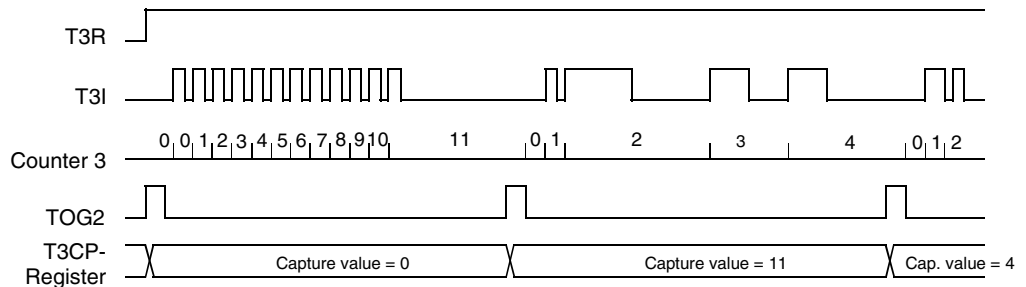 T3R
T3I
0 0 1 2 3 4 5 6 7 8 9 10 11 0 1 2 3 4 0 1 2
Counter 3
TOG2
T3CP-
Register
Capture value = 0 Capture value = 11 Cap. value = 4